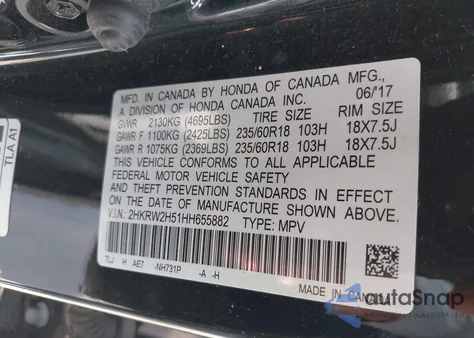 MFD. IN CANADA BY HONDA OF CANADA MFG.,
A DIVISION OF HONDA CANADA INC. 06/'17
GVWR 2130KG (4695LBS) TIRE SIZE RIM SIZE
GAWR F 1100KG (2425LBS) 235/60R18 103H 18X7.5J
GAWR R 1075KG (2369LBS) 235/60R18 103H 18X7.5J
THIS VEHICLE CONFORMS TO ALL APPLICABLE
FEDERAL MOTOR VEHICLE SAFETY
AND THEFT PREVENTION STANDARDS IN EFFECT
ON THE DATE OF MANUFACTURE SHOWN ABOVE.
V.I.N.: 2HKRW2H51HH655882 TYPE: MPV
TLJ H AE7 -NH731P -A -H
MADE IN CANADA
TLA A1
autoSnap